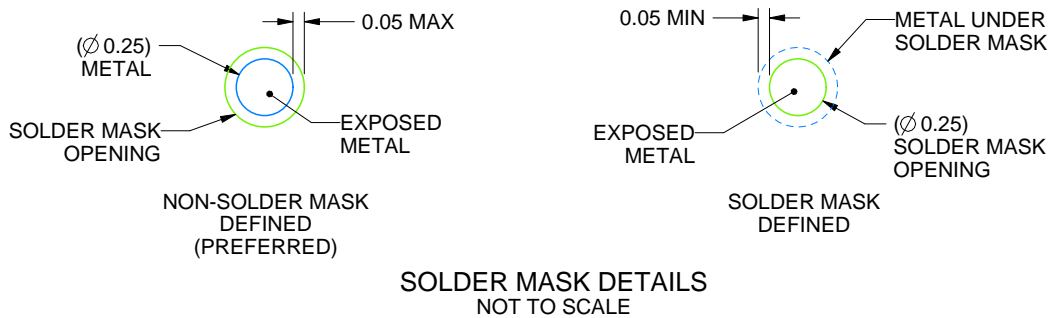 0.05 MAX
(Ø 0.25)
METAL
SOLDER MASK
OPENING
EXPOSED
METAL
NON-SOLDER MASK
DEFINED
(PREFERRED)
0.05 MIN
METAL UNDER
SOLDER MASK
EXPOSED
METAL
(Ø 0.25)
SOLDER MASK
OPENING
SOLDER MASK
DEFINED
SOLDER MASK DETAILS
NOT TO SCALE